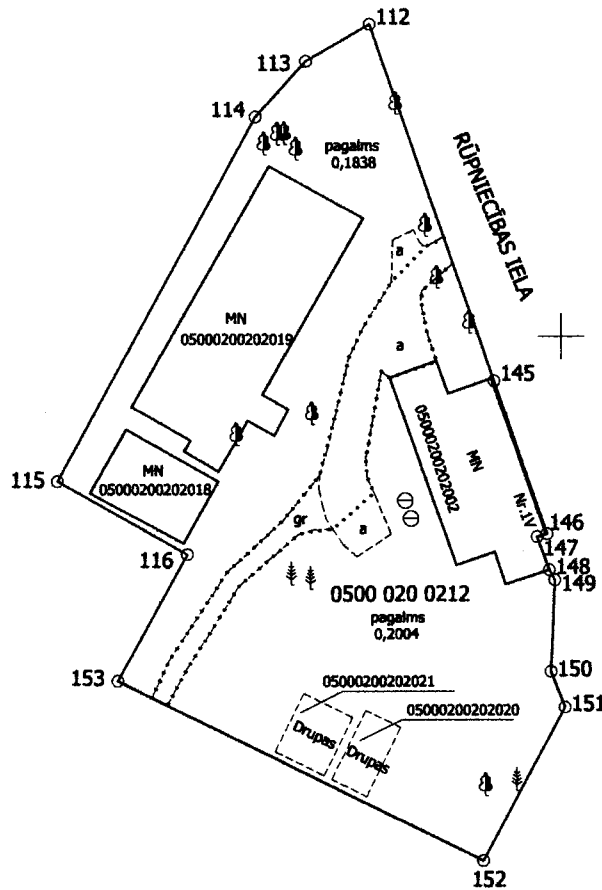 112
113
114
pagalms
0,1838
RŪPNIECĪBAS IELA
a
MN
05000200202019
a
145
05000200202002
MN
Nr.1V
115
MN
05000200202018
gr
a
146
147
148
149
116
0500 020 0212
pagalms
0,2004
150
151
153
05000200202021
05000200202020
Drupas
Drupas
152